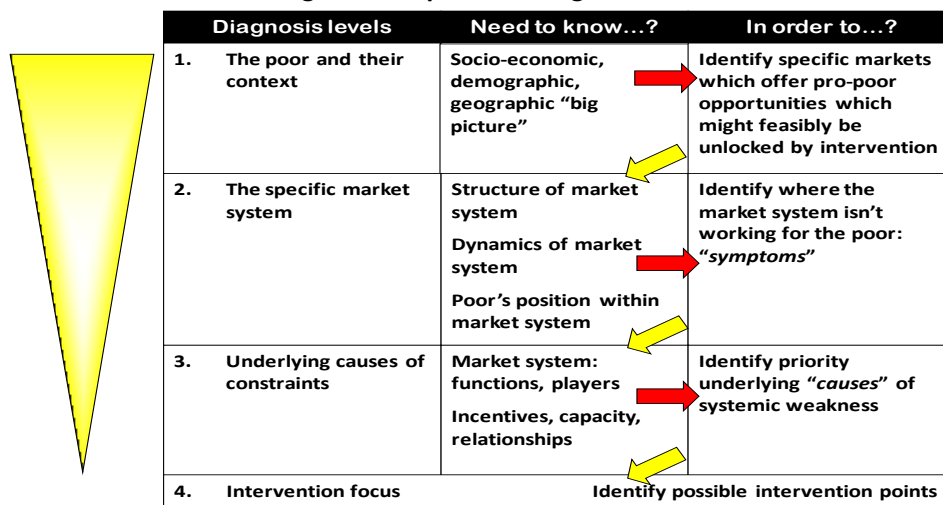 Diagnosis levels Need to know…? In order to…?
1. The poor and their context
Socio-economic,
demographic,
geographic “big
picture”
Identify specific markets
which offer pro-poor
opportunities which
might feasibly be
unlocked by intervention
2. The specific market
system
Structure of market
system
Dynamics of market
system
Poor’s position within
market system
Identify where the
market system isn’t
working for the poor:
“symptoms”
3. Underlying causes of
constraints
Market system:
functions, players
Incentives, capacity,
relationships
Identify priority
underlying “causes” of
systemic weakness
4. Intervention focus Identify possible intervention points